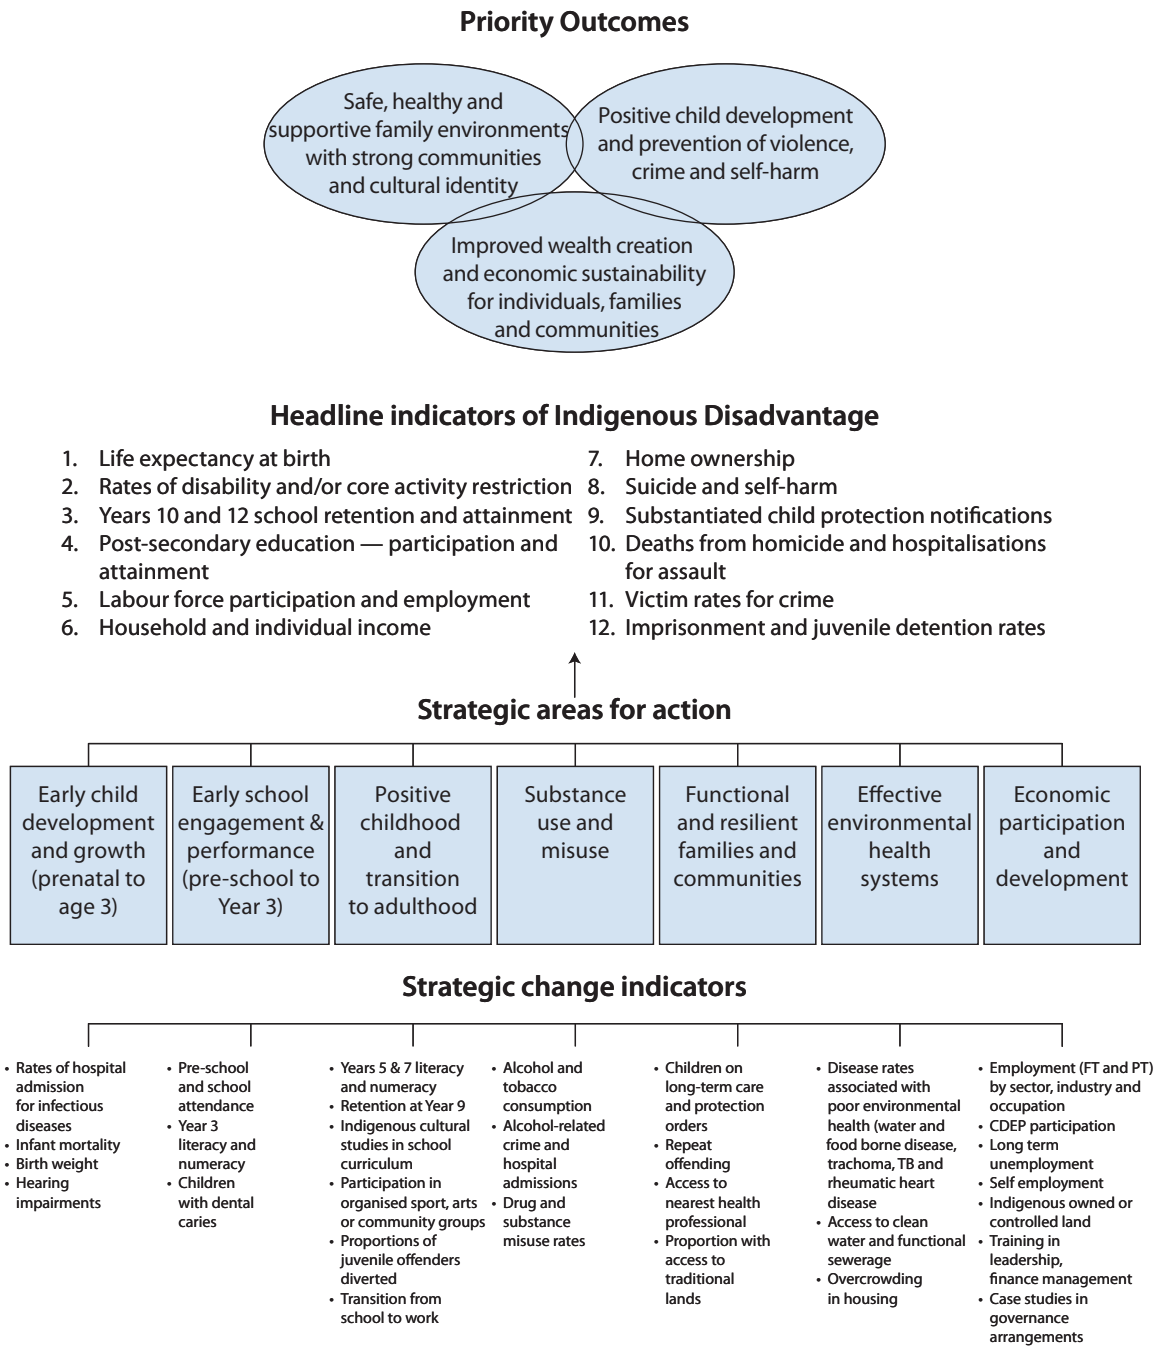 Priority Outcomes
Safe, healthy and
supportive family environments
with strong communities
and cultural identity
Positive child development
and prevention of violence,
crime and self-harm
Improved wealth creation
and economic sustainability
for individuals, families
and communities
Headline indicators of Indigenous Disadvantage
1. Life expectancy at birth
2. Rates of disability and/or core activity restriction
3. Years 10 and 12 school retention and attainment
4. Post-secondary education — participation and
attainment
5. Labour force participation and employment
6. Household and individual income
7. Home ownership
8. Suicide and self-harm
9. Substantiated child protection notifications
10. Deaths from homicide and hospitalisations
for assault
11. Victim rates for crime
12. Imprisonment and juvenile detention rates
Strategic areas for action
Early child
development
and growth
(prenatal to
age 3)
Early school
engagement &
performance
(pre-school to
Year 3)
Positive
childhood
and
transition
to adulthood
Substance
use and
misuse
Functional
and resilient
families and
communities
Effective
environmental
health
systems
Economic
participation
and
development
Strategic change indicators
• Rates of hospital
admission
for infectious
diseases
• Infant mortality
• Birth weight
• Hearing
impairments
• Pre-school
and school
attendance
• Year 3
literacy and
numeracy
• Children
with dental
caries
• Years 5 & 7 literacy
and numeracy
• Retention at Year 9
• Indigenous cultural
studies in school
curriculum
• Participation in
organised sport, arts
or community groups
• Proportions of
juvenile offenders
diverted
• Transition from
school to work
• Alcohol and
tobacco
consumption
• Alcohol-related
crime and
hospital
admissions
• Drug and
substance
misuse rates
• Children on
long-term care
and protection
orders
• Repeat
offending
• Access to
nearest health
professional
• Proportion with
access to
traditional
lands
• Disease rates
associated with
poor environmental
health (water and
food borne disease,
trachoma, TB and
rheumatic heart
disease
• Access to clean
water and functional
sewerage
• Overcrowding
in housing
• Employment (FT and PT)
by sector, industry and
occupation
• CDEP participation
• Long term
unemployment
• Self employment
• Indigenous owned or
controlled land
• Training in
leadership,
finance management
• Case studies in
governance
arrangements